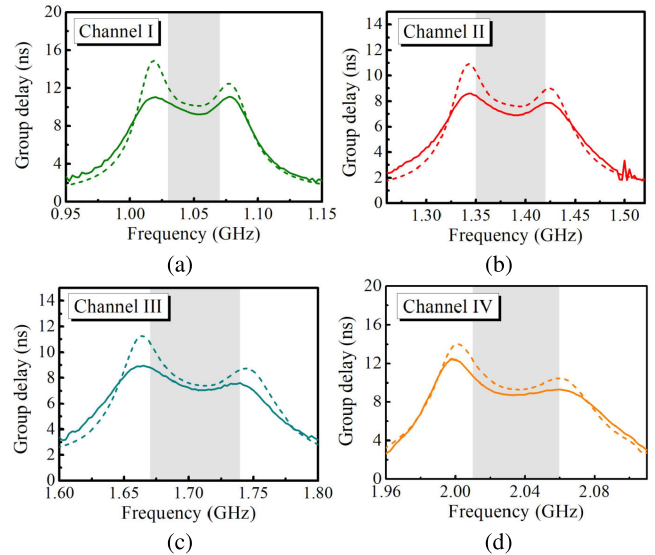 Channel I
Group delay (ns)
20
16
12
8
4
0
0.95 1.00 1.05 1.10 1.15
Frequency (GHz)
(a)
Channel II
Group delay (ns)
15
12
10
8
6
4
2
0
1.30 1.35 1.40 1.45 1.50
Frequency (GHz)
(b)
Channel III
Group delay (ns)
14
12
10
8
6
4
2
0
1.60 1.65 1.70 1.75 1.80
Frequency (GHz)
(c)
Channel IV
Group delay (ns)
20
16
12
8
4
0
1.96 2.00 2.04 2.08
Frequency (GHz)
(d)